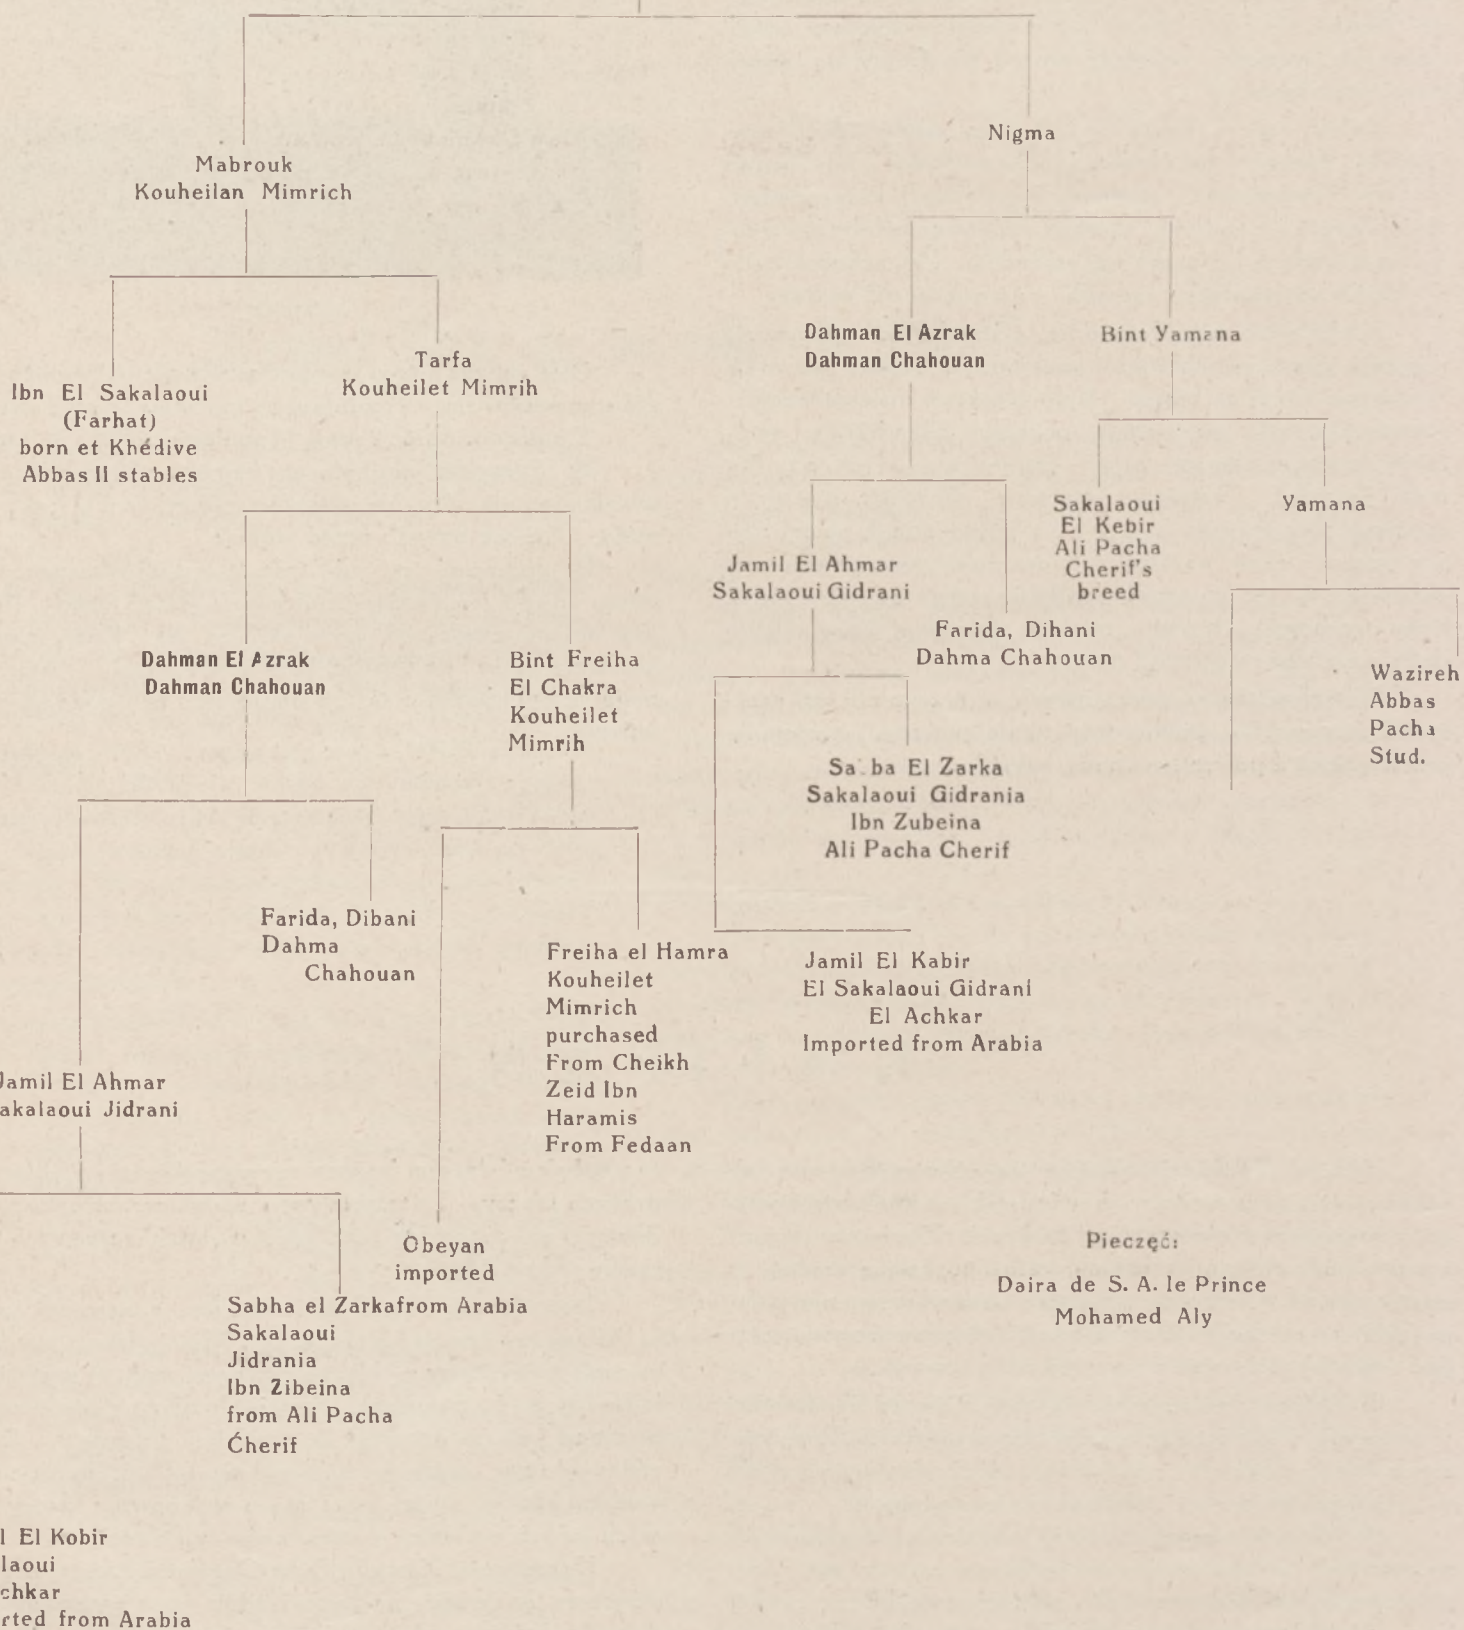 Nigma
Mabrouk
Kouheilan Mimrich
Dahman El Azrak
Dahman Chahouan
Bint Yamana
Tarfa
Kouheilet Mimrih
Ibn El Sakalaoui
(Farhat)
born et Khédive
Abbas II stables
Sakalaoui
El Kebir
Ali Pacha
Cherif's
breed
Yamana
Jamil El Ahmar
Sakalaoui Gidrani
Farida, Dihani
Dahma Chahouan
Dahman El Azrak
Dahman Chahouan
Bint Freiha
El Chakra
Kouheilet
Mimrih
Wazireh
Abbas
Pacha
Stud.
Sa ba El Zarka
Sakalaoui Gidrania
Ibn Zubeina
Ali Pacha Cherif
Farida, Dibani
Dahma
Chahouan
Freiha el Hamra
Kouheilet
Mimrich
purchased
From Cheikh
Zeid Ibn
Haramis
From Fedaan
Jamil El Kabir
El Sakalaoui Gidrani
El Achkar
Imported from Arabia
Jamil El Ahmar
akalaoui Jidrani
Obeyan
imported
Sabha el Zarkafrom Arabia
Sakalaoui
Jidrania
Ibn Zibeina
from Ali Pacha
Ćherif
Pieczęć:
Daira de S. A. le Prince
Mohamed Aly
l El Kobir
laoui
chkar
rted from Arabia